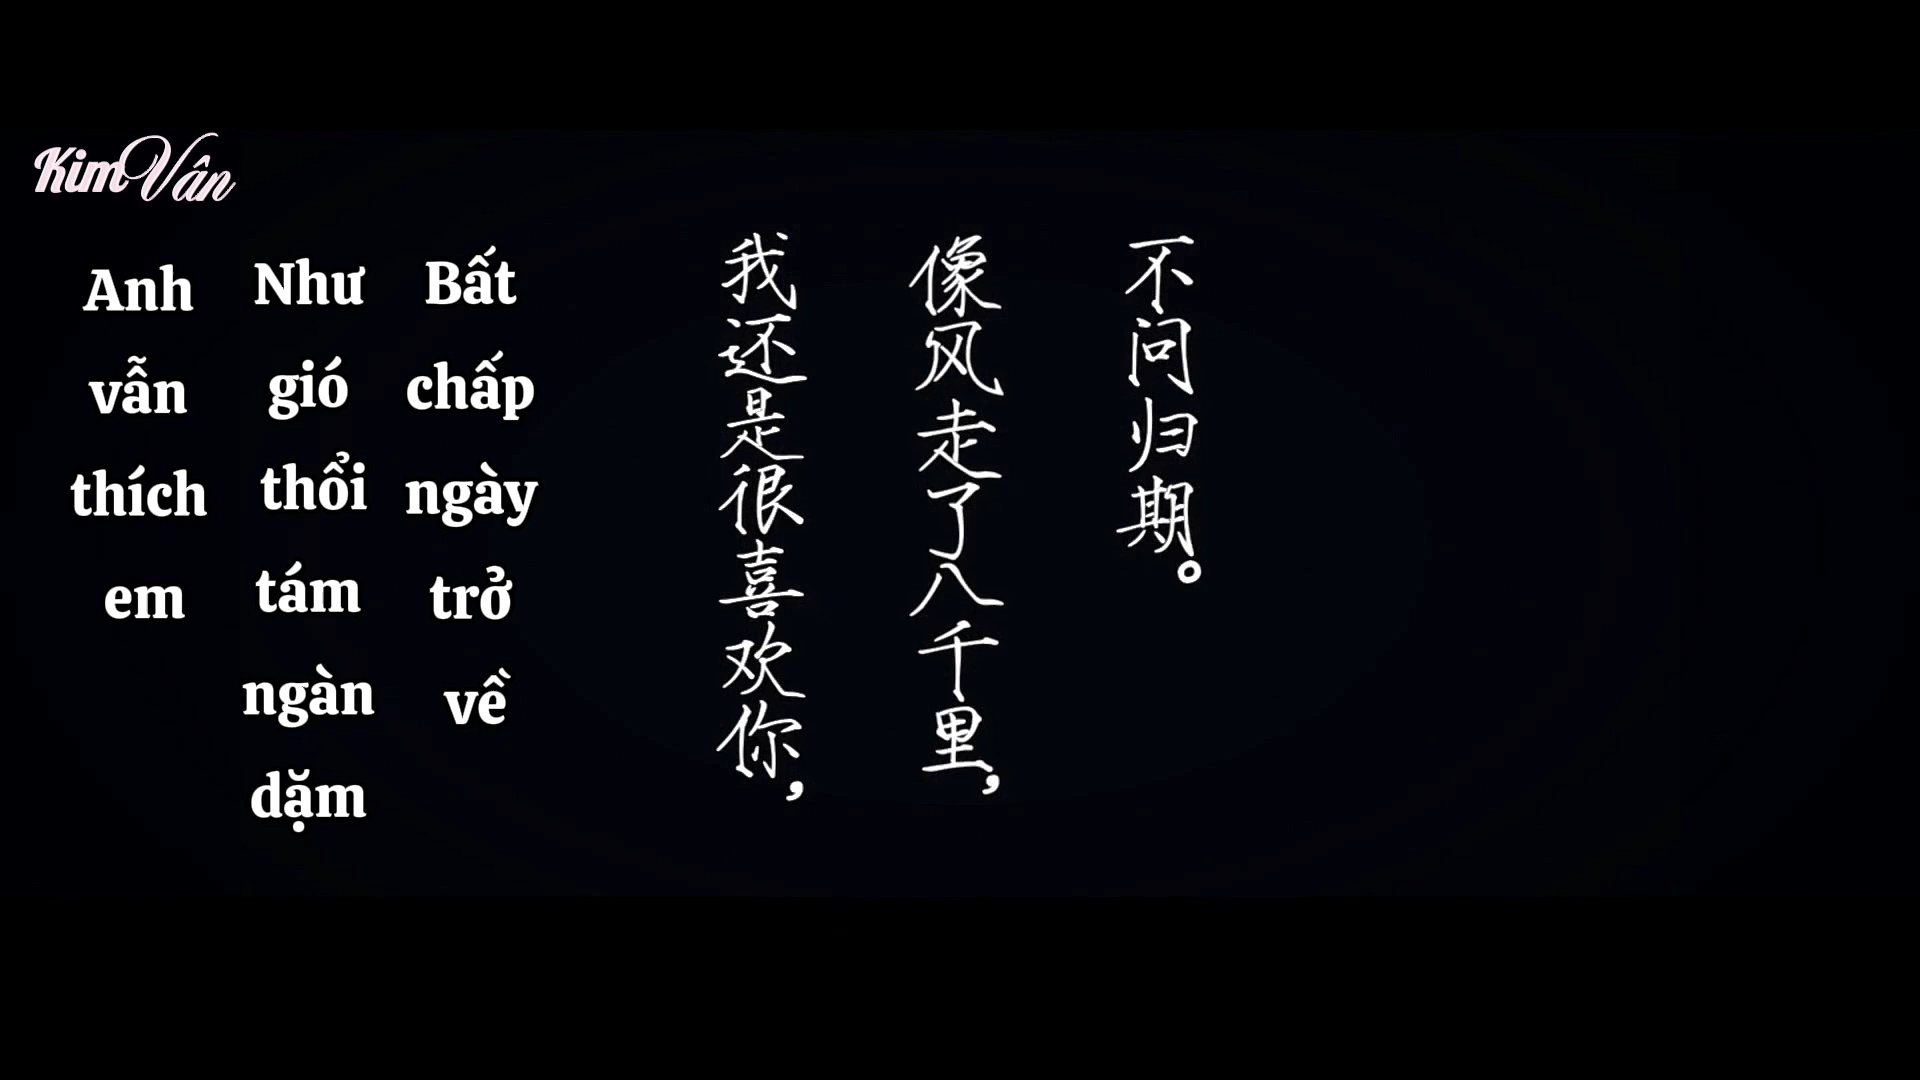 Kim Vân
Anh vẫn thích em
Như gió thổi tám ngàn dặm
Bất chấp ngày trở về
我还是很喜欢你,
像风走了八千里,
不问归期。